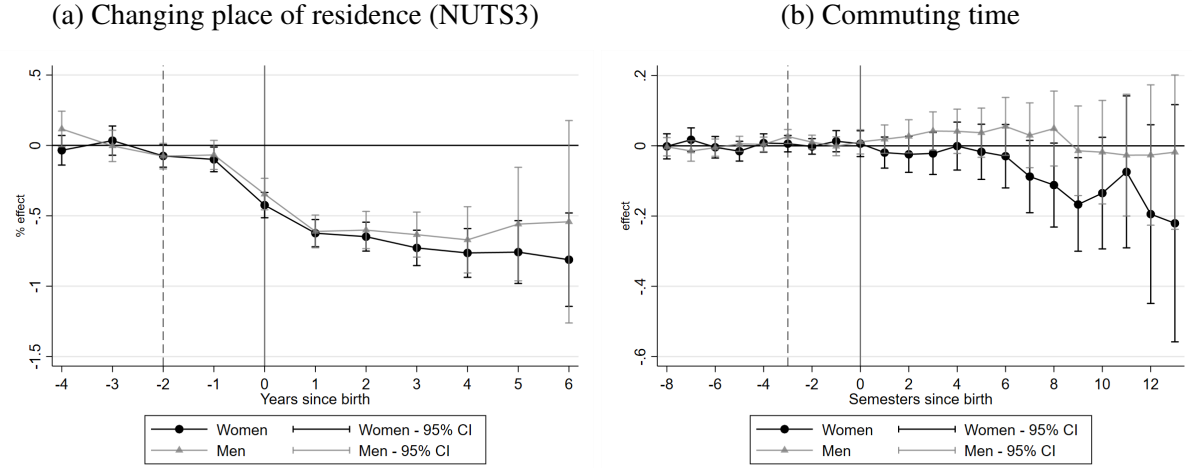 (a) Changing place of residence (NUTS3)
% effect
.5
0
-.5
-1
-1.5
-4 -3 -2 -1 0 1 2 3 4 5 6
Years since birth
Women Women - 95% CI
Men Men - 95% CI
(b) Commuting time
effect
.2
0
-.2
-.4
-.6
-8 -6 -4 -2 0 2 4 6 8 10 12
Semesters since birth
Women Women - 95% CI
Men Men - 95% CI